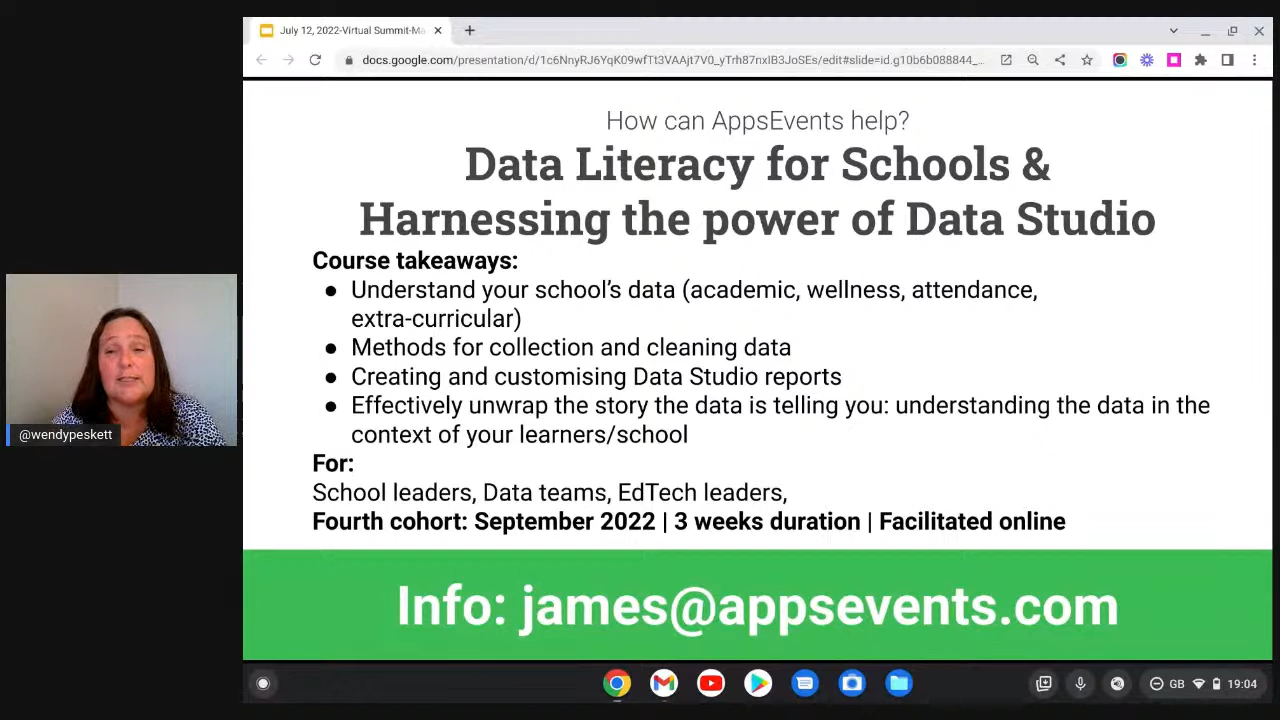 July 12, 2022-Virtual Summit-Ma
docs.google.com/presentation/d/1c6NnyRJ6YqK09wfTt3VAAjt7V0_yTrh87nxIB3JoSEs/edit#slide=id.g10b6b088844_...
How can AppsEvents help?
Data Literacy for Schools &
Harnessing the power of Data Studio
Course takeaways:
● Understand your school's data (academic, wellness, attendance,
extra-curricular)
● Methods for collection and cleaning data
● Creating and customising Data Studio reports
● Effectively unwrap the story the data is telling you: understanding the data in the
context of your learners/school
@wendypeskett
For:
School leaders, Data teams, EdTech leaders,
Fourth cohort: September 2022 | 3 weeks duration | Facilitated online
Info: james@appsevents.com
GB 19:04